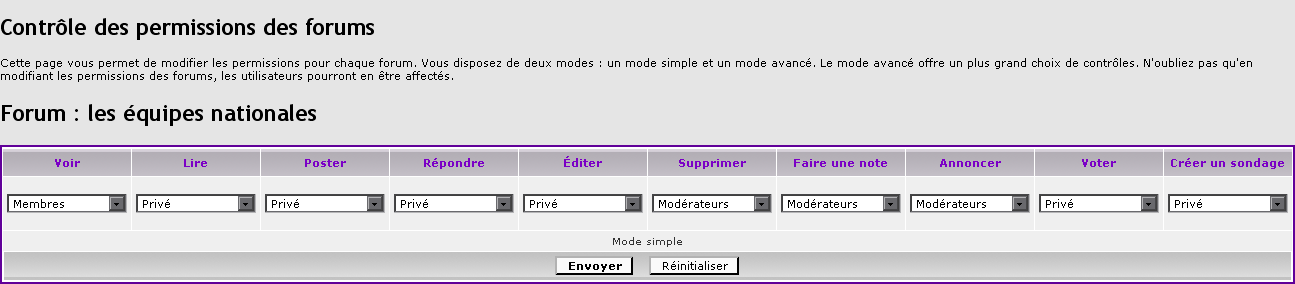 Contrôle des permissions des forums
Cette page vous permet de modifier les permissions pour chaque forum. Vous disposez de deux modes : un mode simple et un mode avancé. Le mode avancé offre un plus grand choix de contrôles. N'oubliez pas qu'en
modifiant les permissions des forums, les utilisateurs pourront en être affectés.
Forum : les équipes nationales
Voir Lire Poster Répondre Éditer Supprimer Faire une note Annoncer Voter Créer un sondage
Membres Privé Privé Privé Privé Modérateurs Modérateurs Modérateurs Privé Privé
Mode simple
Envoyer Réinitialiser